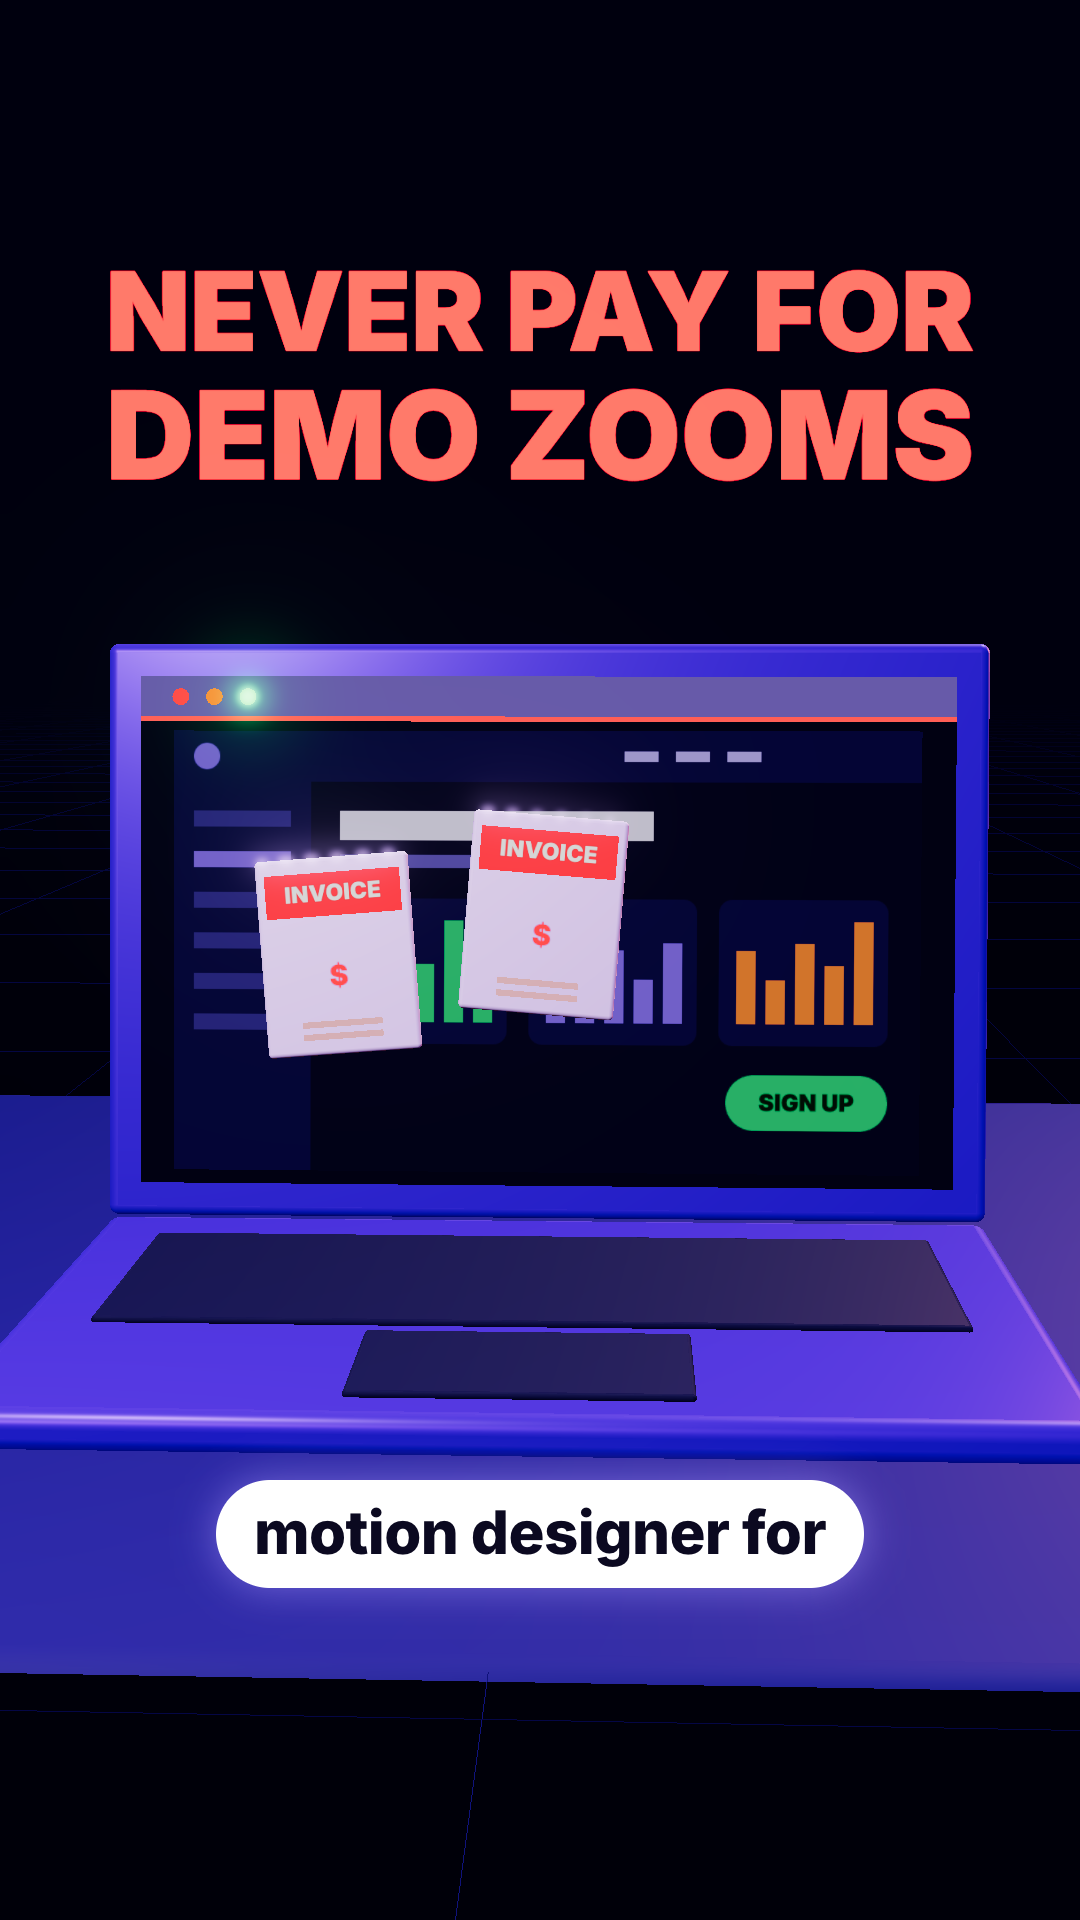 NEVER PAY FOR
DEMO ZOOMS
INVOICE
$
INVOICE
$
SIGN UP
motion designer for